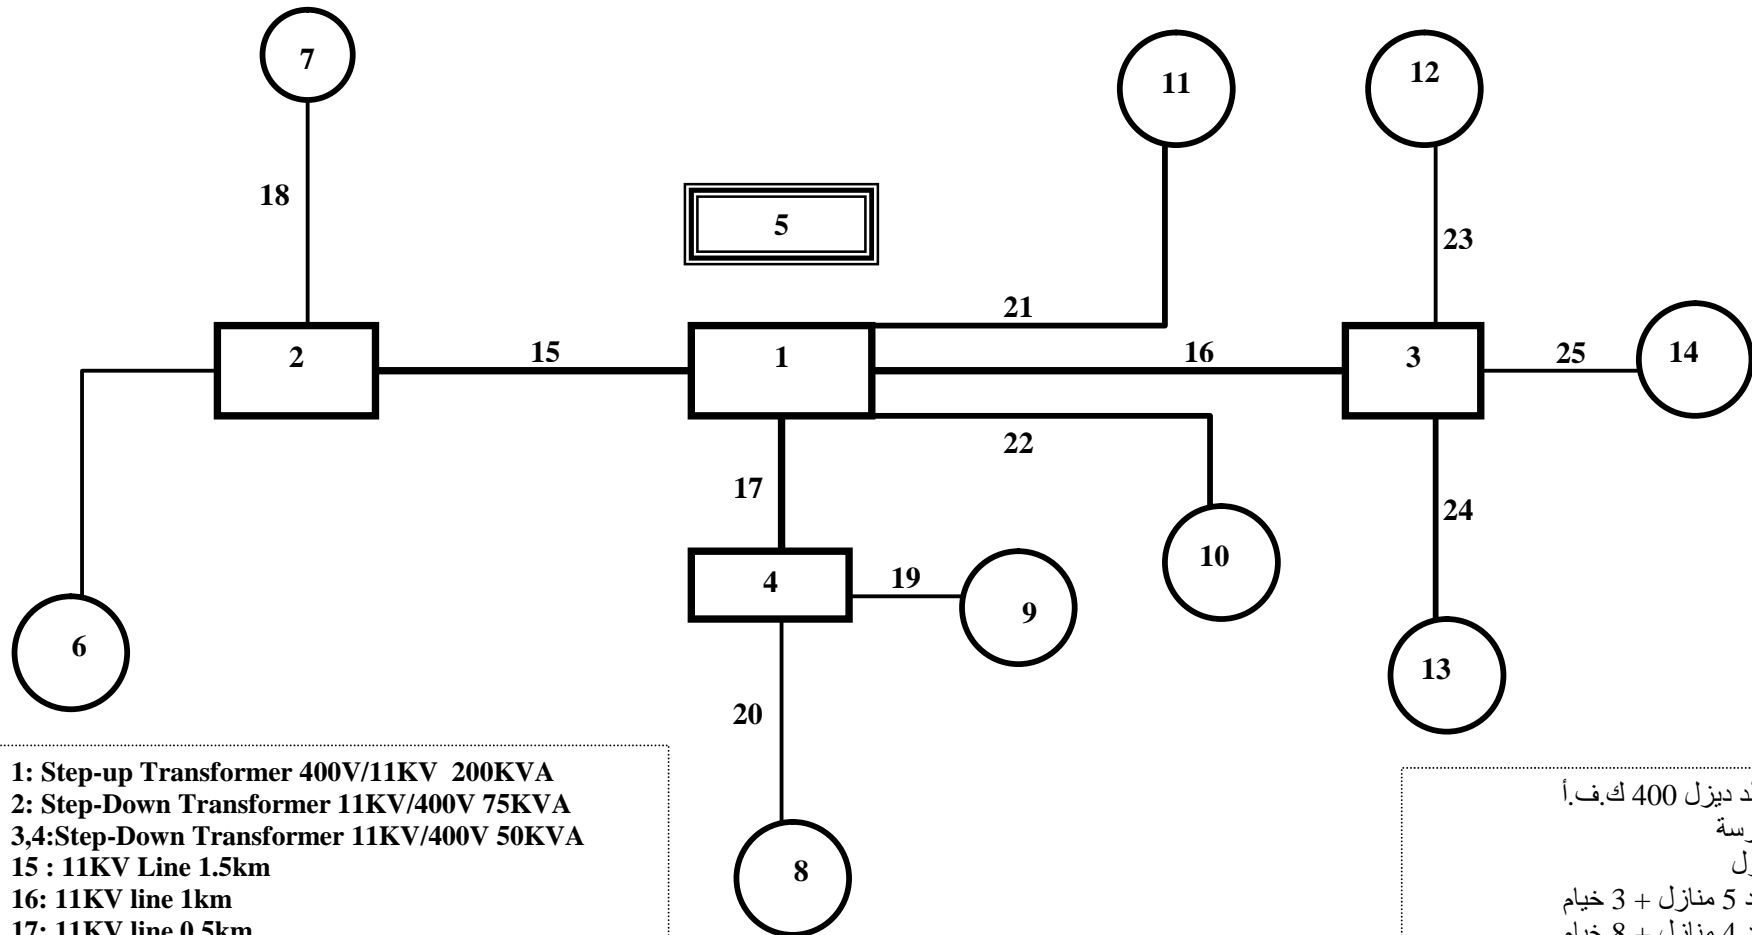 7
11
12
18
5
23
21
2
15
1
16
3
25
14
22
17
24
4
19
9
10
6
13
20
8
1: Step-up Transformer 400V/11KV 200KVA
2: Step-Down Transformer 11KV/400V 75KVA
3,4:Step-Down Transformer 11KV/400V 50KVA
15 : 11KV Line 1.5km
16: 11KV line 1km
17: 11KV line 0.5km
ديزل 400 ك.ف.أ
5 منازل + 3 خيام
4 منازل + 8 خيام